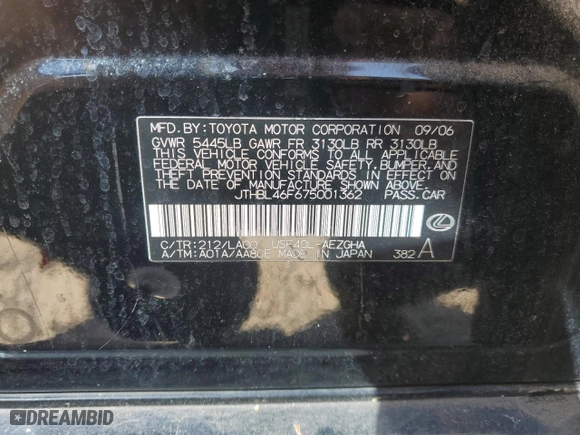 MFD. BY: TOYOTA MOTOR CORPORATION 09/06
GVWR 5445LB GAWR FR 3130LB RR 3130LB
THIS VEHICLE CONFORMS TO ALL APPLICABLE
FEDERAL MOTOR VEHICLE SAFETY, BUMPER, AND
THEFT PREVENTION STANDARDS IN EFFECT ON
THE DATE OF MANUFACTURE SHOWN ABOVE.
JTHBL46F675001362 PASS.CAR
C/TR:212/LA00 USF40L-AEZGHA
A/TM:A01A/AA80E MADE IN JAPAN 382 A
© DREAMBID